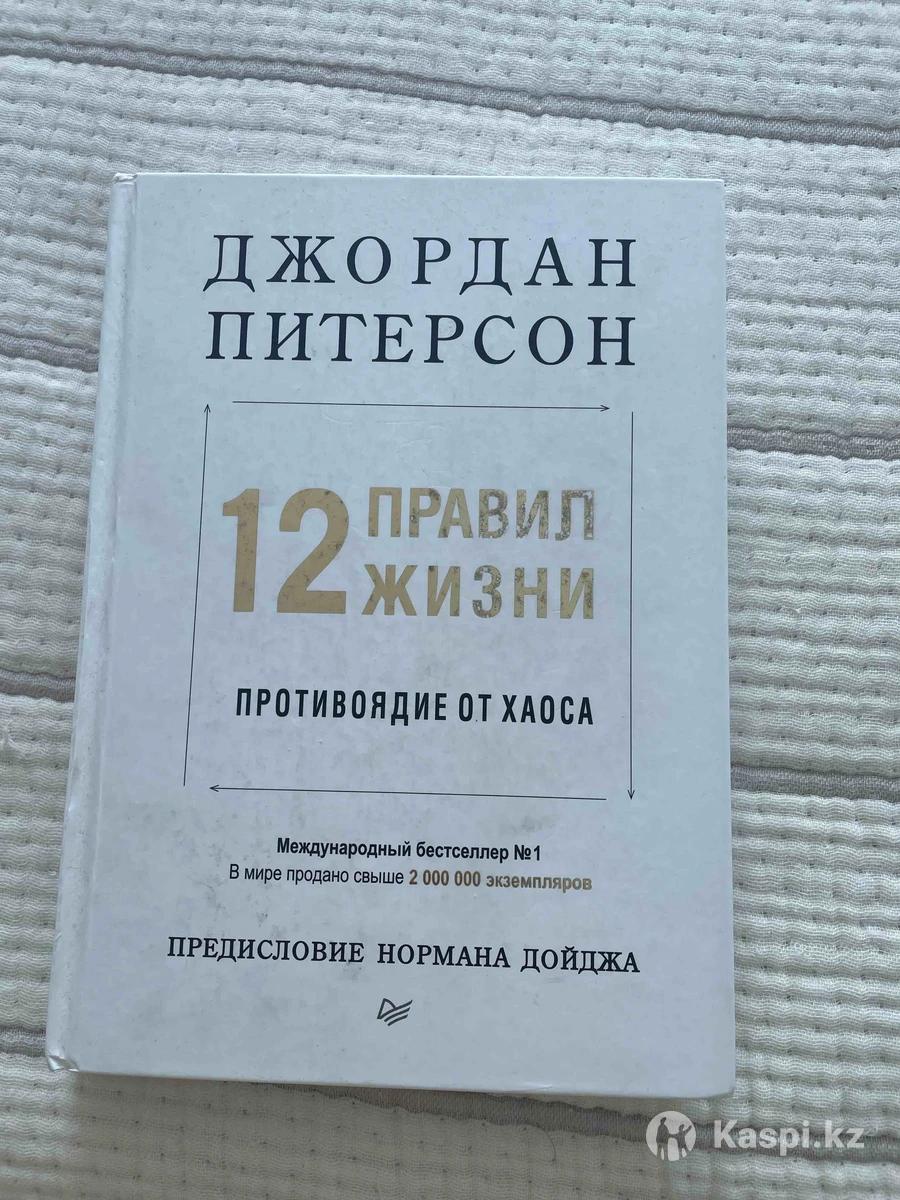 ДЖОРДАН
ПИТЕРСОН
12 ПРАВИЛ
ЖИЗНИ
ПРОТИВОЯДИЕ ОТ ХАОСА
Международный бестселлер №1
В мире продано свыше 2 000 000 экземпляров
ПРЕДИСЛОВИЕ НОРМАНА ДОЙДЖА
Kaspi.kz